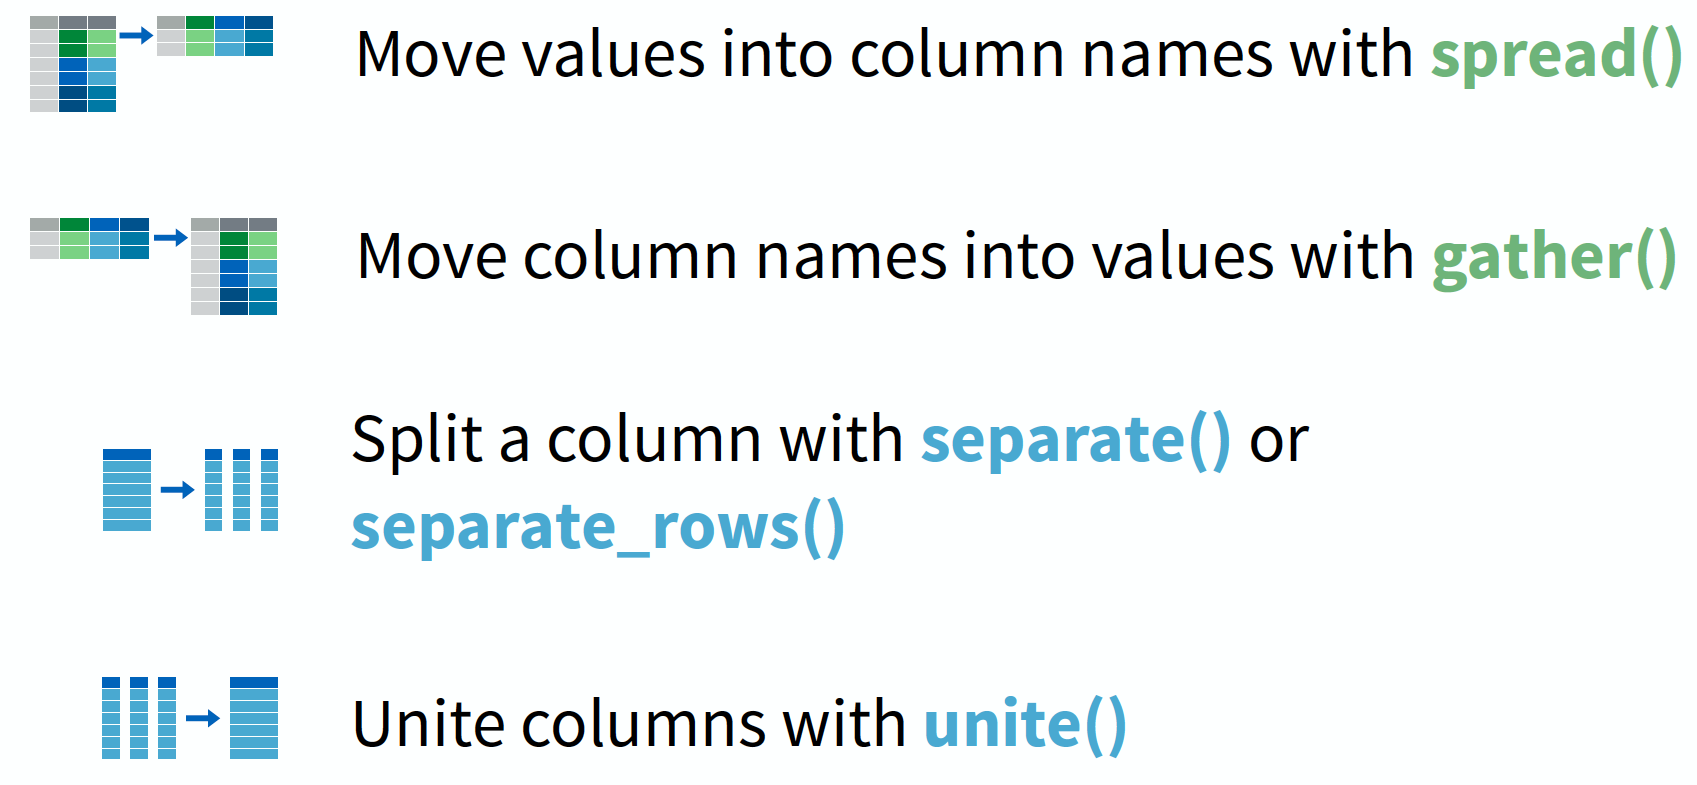 Move values into column names with spread()
Move column names into values with gather()
Split a column with separate() or
separate_rows()
Unite columns with unite()